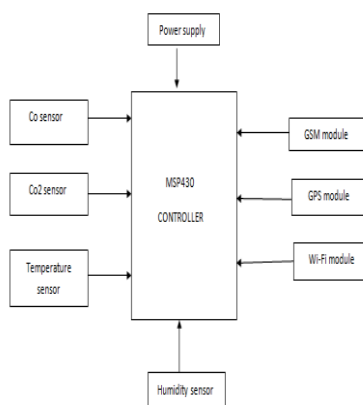 Power supply
Co sensor
GSM module
MSP430
CONTROLLER
Co2 sensor
GPS module
Temperature
sensor
Wi-Fi module
Humidity sensor